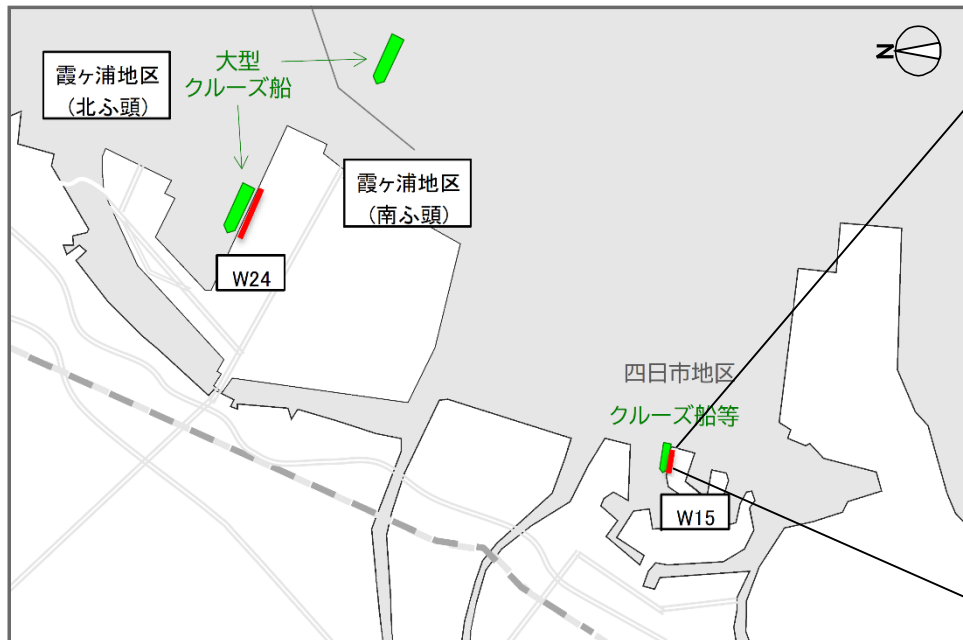 大型
クルーズ船
霞ヶ浦地区
(北ふ頭)
N
霞ヶ浦地区
(南ふ頭)
W24
四日市地区
クルーズ船等
W15